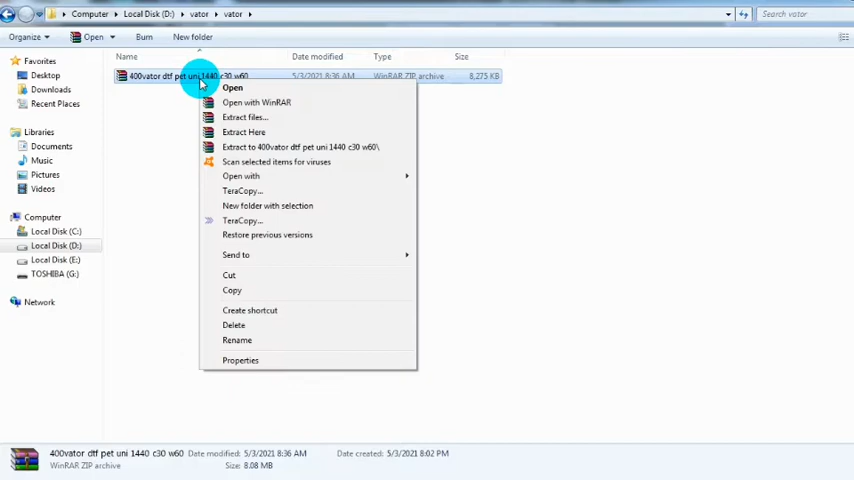 Computer ▸ Local Disk (D:) ▸ vator ▸ vator ▸
Search vator
Organize Open Burn New folder
Name Date modified Type Size
Favorites
Desktop
Downloads
Recent Places
Libraries
Documents
Music
Pictures
Videos
Computer
Local Disk (C:)
Local Disk (D:)
Local Disk (E:)
TOSHIBA (G:)
Network
400vator dtf pet uni 1440 c30 w60 5/3/2021 8:36 AM WinRAR ZIP archive 8,275 KB
Open
Open with WinRAR
Extract files...
Extract Here
Extract to 400vator dtf pet uni 1440 c30 w60\
Scan selected items for viruses
Open with
TeraCopy...
New folder with selection
TeraCopy...
Restore previous versions
Send to
Cut
Copy
Create shortcut
Delete
Rename
Properties
400vator dtf pet uni 1440 c30 w60 Date modified: 5/3/2021 8:36 AM Date created: 5/3/2021 8:02 PM
WinRAR ZIP archive Size: 8.08 MB